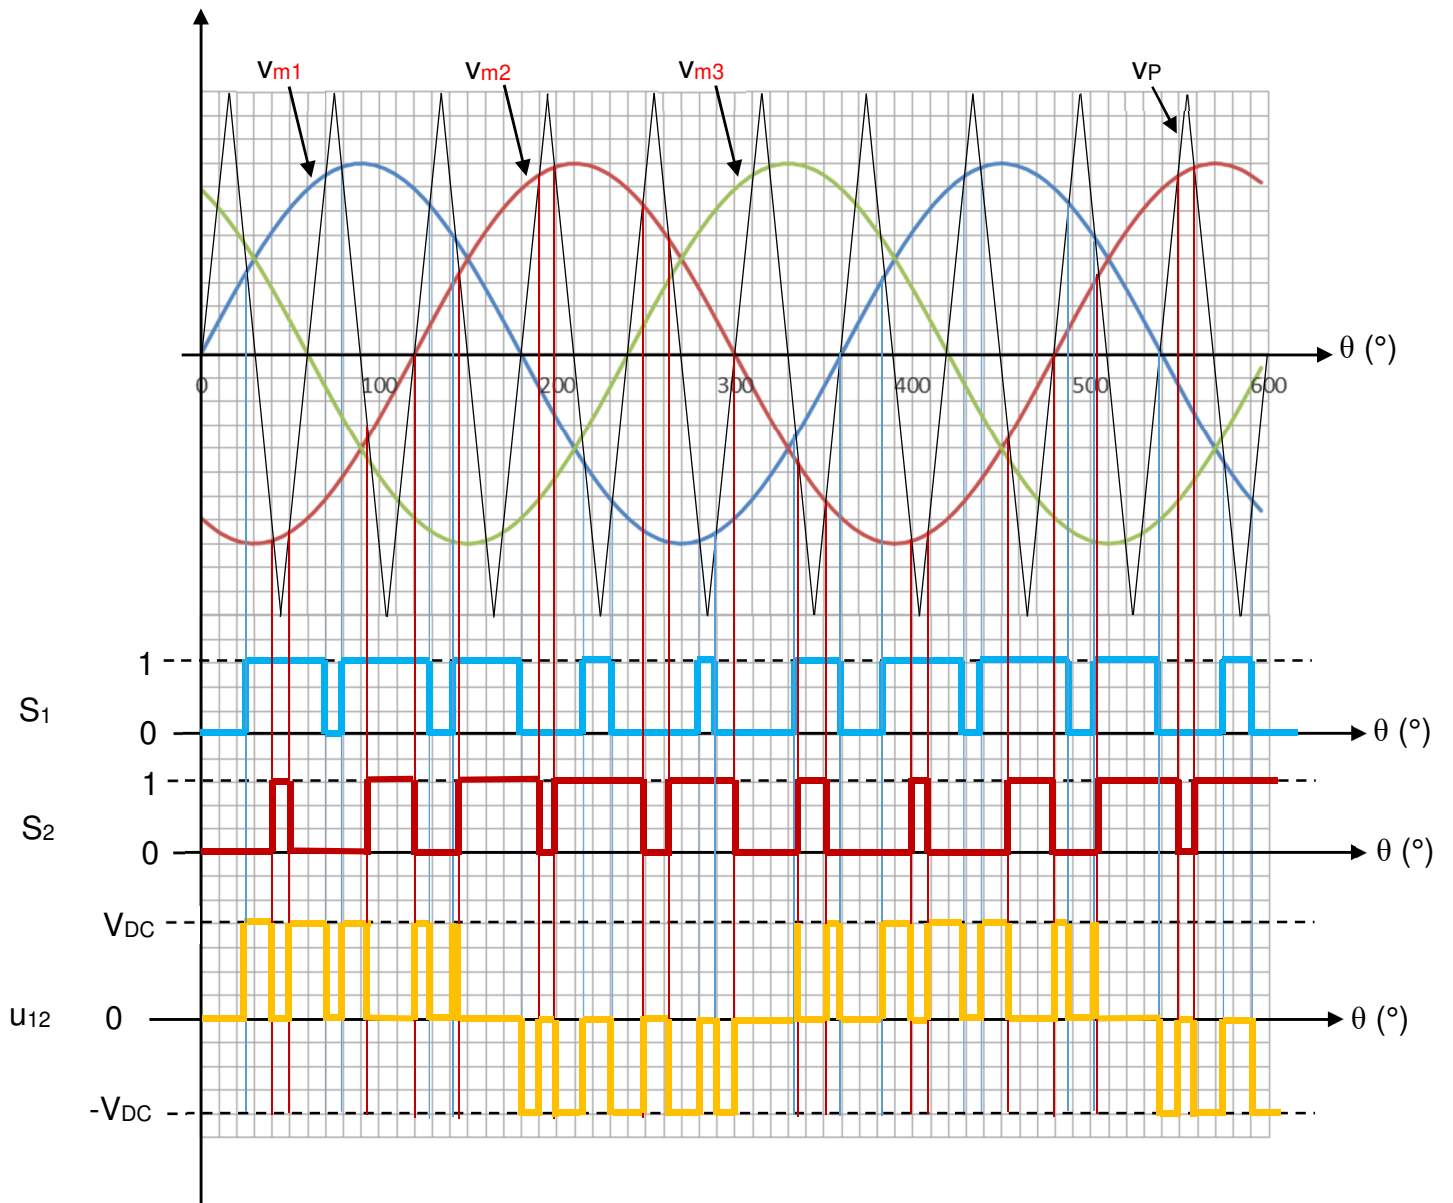 vm1 vm2 vm3 vP
θ (°)
0 100 200 300 400 500 600
1
S1
0 θ (°)
1
S2
0 θ (°)
VDC
u12 0 θ (°)
-VDC